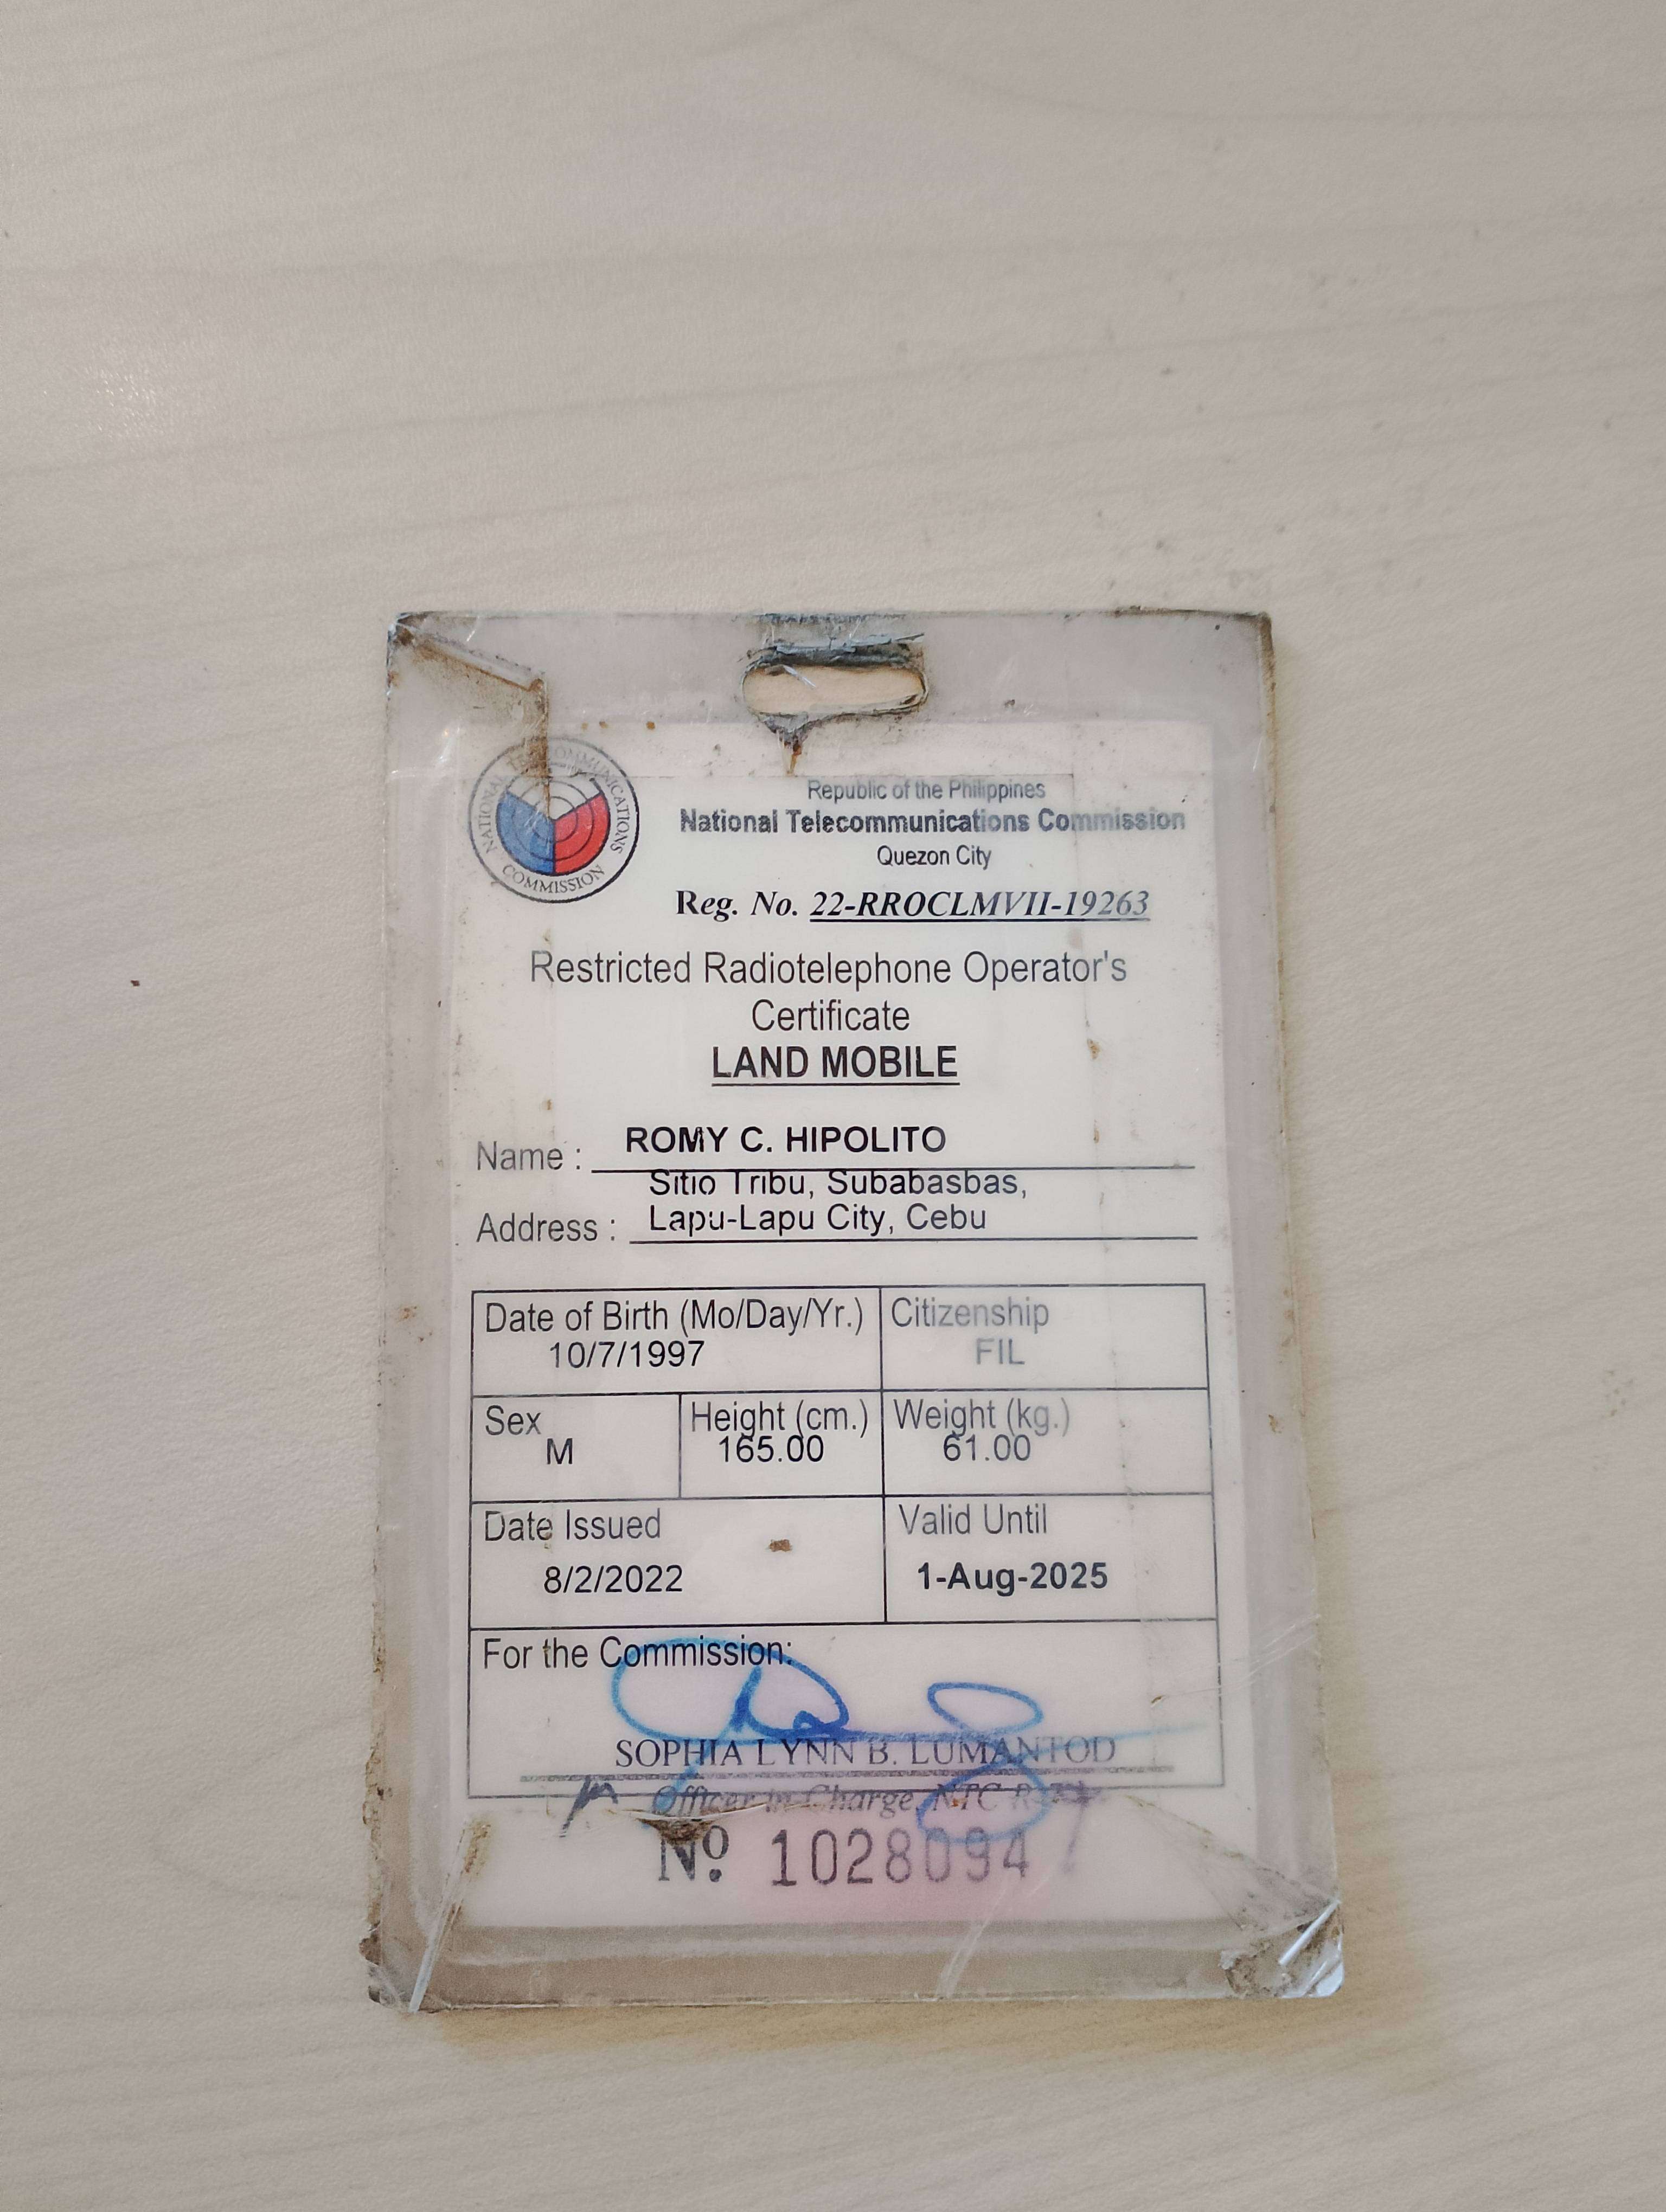 NATIONAL TELECOMMUNICATIONS COMMISSION
Republic of the Philippines
National Telecommunications Commission
Quezon City
Reg. No. 22-RROCLMVII-19263
Restricted Radiotelephone Operator's
Certificate
LAND MOBILE
Name : ROMY C. HIPOLITO
Sitio Tribu, Subabasbas,
Address : Lapu-Lapu City, Cebu
Date of Birth (Mo/Day/Yr.) Citizenship
10/7/1997 FIL
Sex Height (cm.) Weight (kg.)
M 165.00 61.00
Date Issued Valid Until
8/2/2022 1-Aug-2025
For the Commission:
SOPHIA LYNN B. LUMANTOD
Officer in-Charge, NTC
Nº 1028094